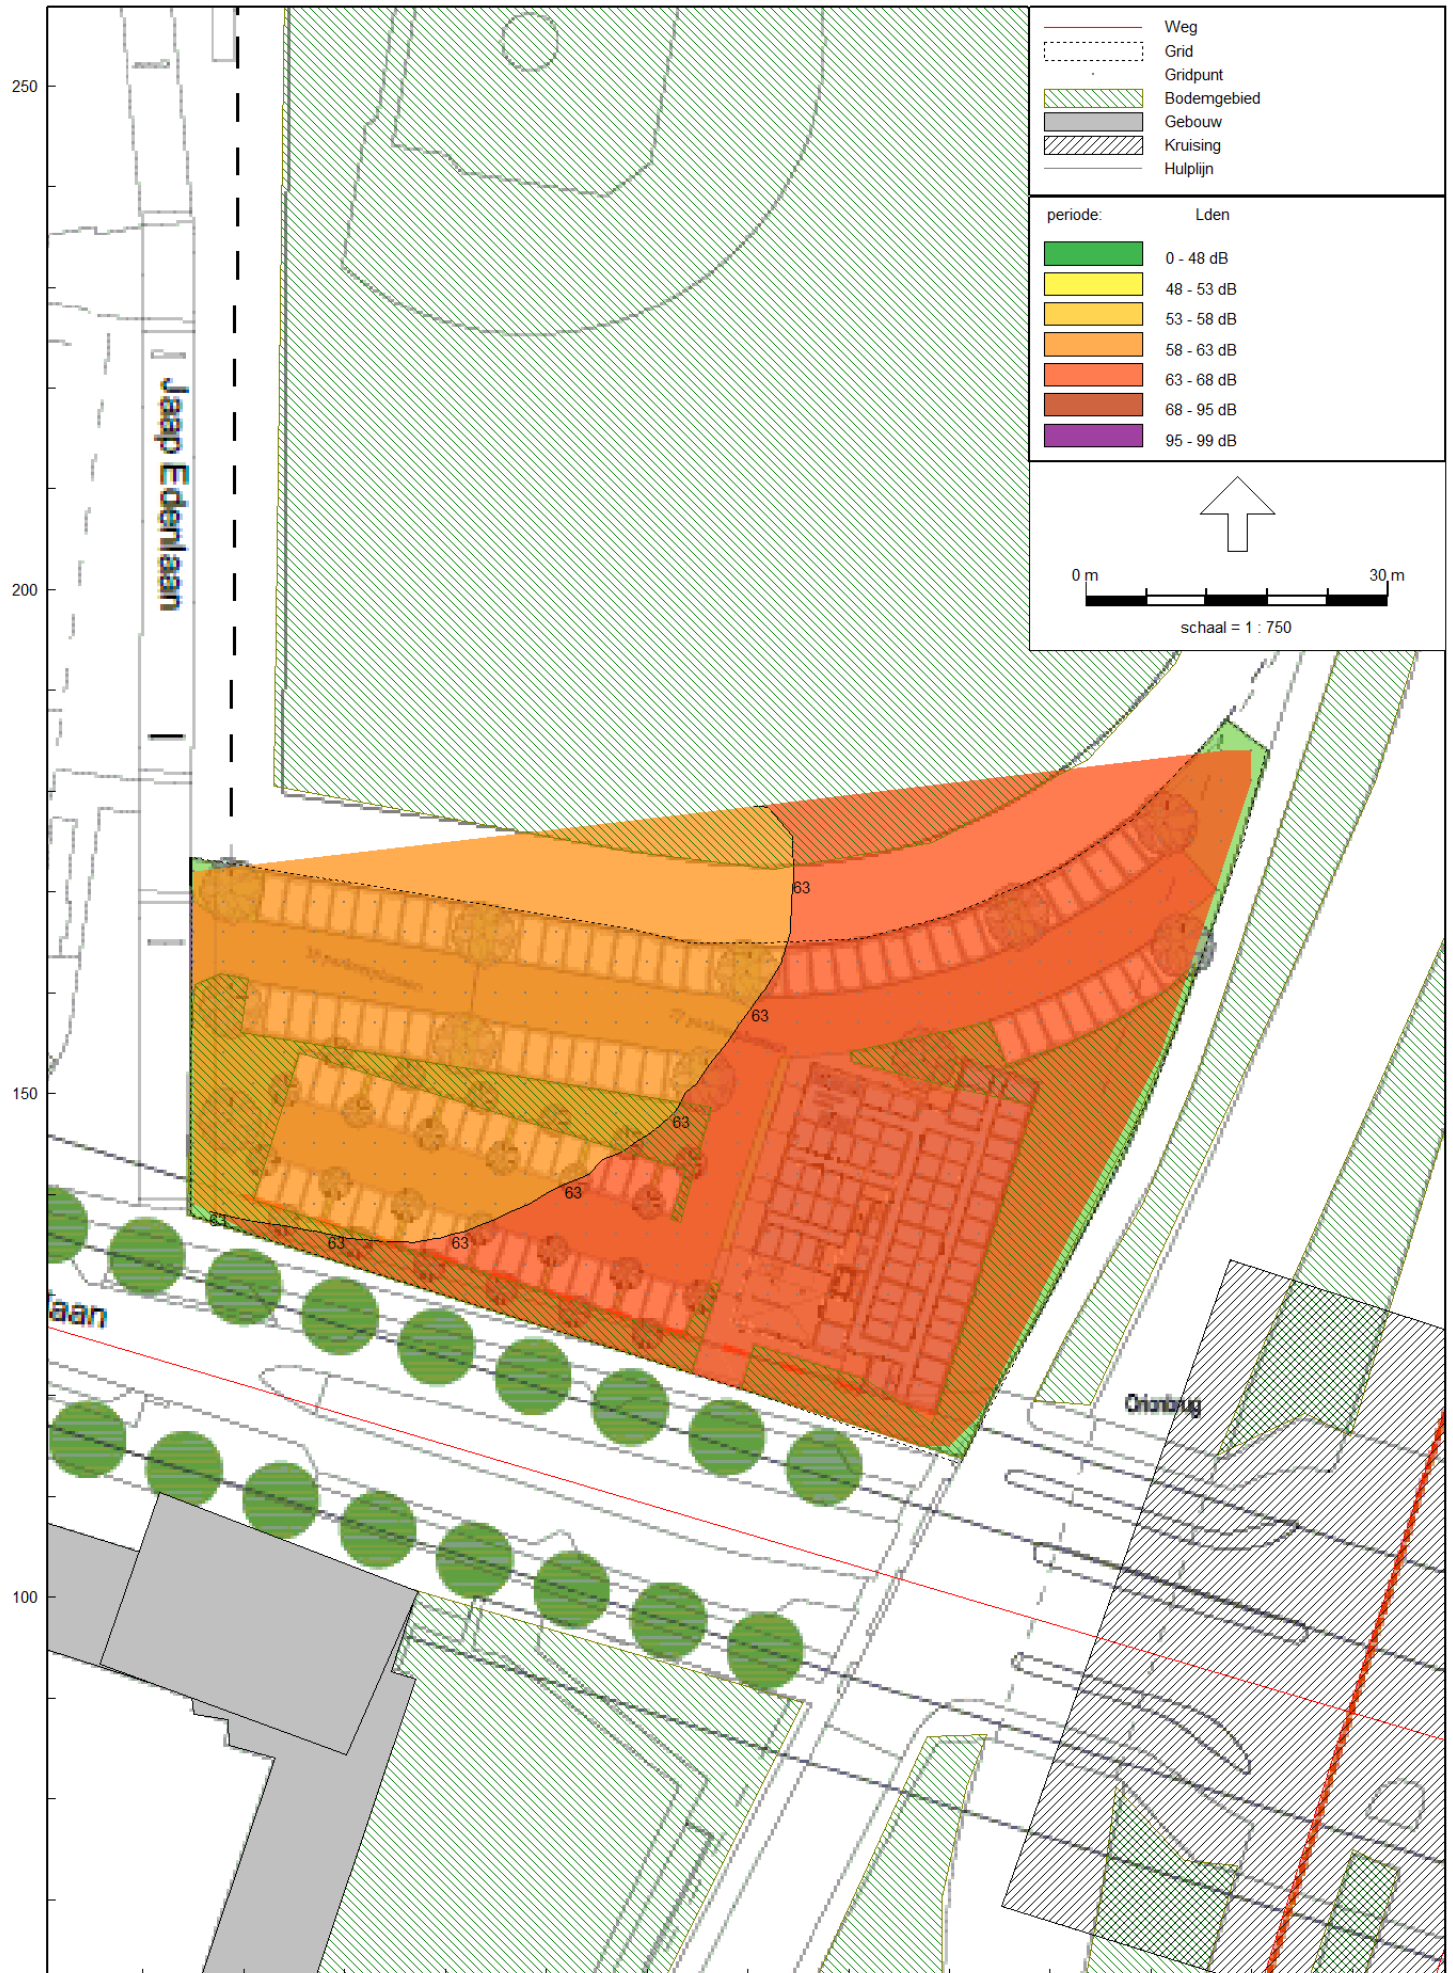 Weg
Grid
Gridpunt
Bodemgebied
Gebouw
Kruising
Hulplijn
periode: Lden
0 - 48 dB
48 - 53 dB
53 - 58 dB
58 - 63 dB
63 - 68 dB
68 - 95 dB
95 - 99 dB
0 m 30 m
schaal = 1 : 750
250
200
150
100
Jaap Edenlaan
63
63
63
63
63
63
63
laan
Orionbrug